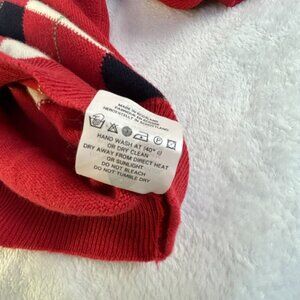 MADE IN SCOTLAND
HAND WASH AT (40° c)
OR DRY CLEAN
DRY AWAY FROM DIRECT HEAT
OR SUNLIGHT
DO NOT BLEACH
DO NOT TUMBLE DRY